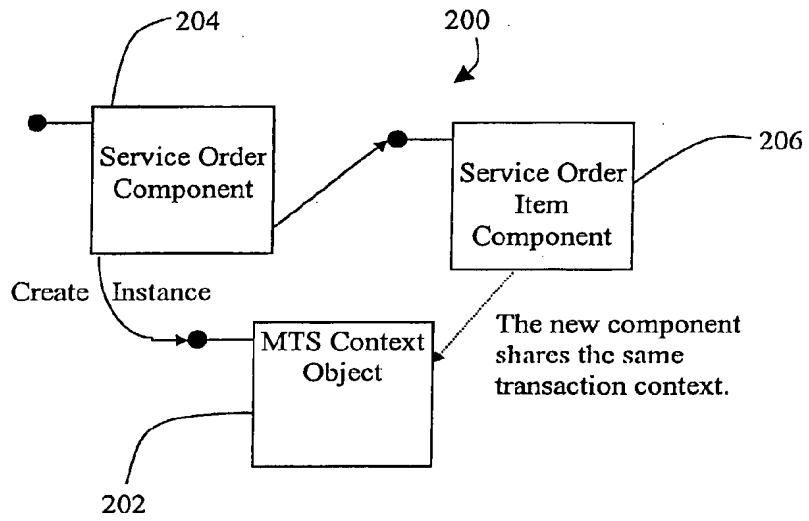 204
200
Service Order
Component
206
Service Order
Item
Component
Create Instance
MTS Context
Object
The new component
shares the same
transaction context.
202